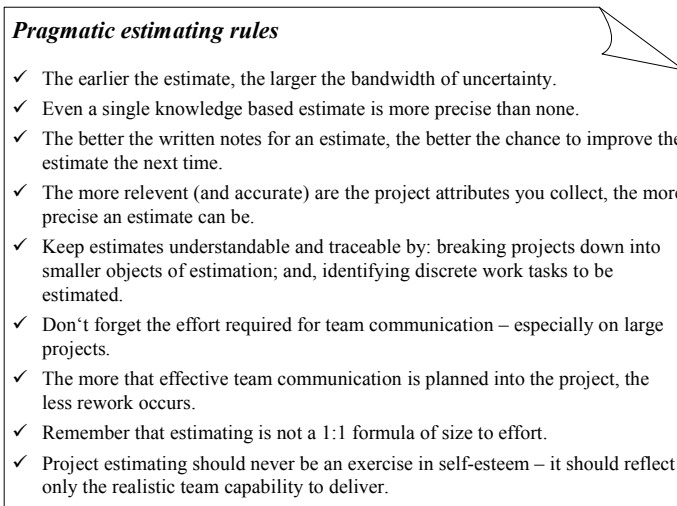 Pragmatic estimating rules
✓ The earlier the estimate, the larger the bandwidth of uncertainty.
✓ Even a single knowledge based estimate is more precise than none.
✓ The better the written notes for an estimate, the better the chance to improve the
estimate the next time.
✓ The more relevent (and accurate) are the project attributes you collect, the more
precise an estimate can be.
✓ Keep estimates understandable and traceable by: breaking projects down into
smaller objects of estimation; and, identifying discrete work tasks to be
estimated.
✓ Don‘t forget the effort required for team communication – especially on large
projects.
✓ The more that effective team communication is planned into the project, the
less rework occurs.
✓ Remember that estimating is not a 1:1 formula of size to effort.
✓ Project estimating should never be an exercise in self-esteem – it should reflect
only the realistic team capability to deliver.